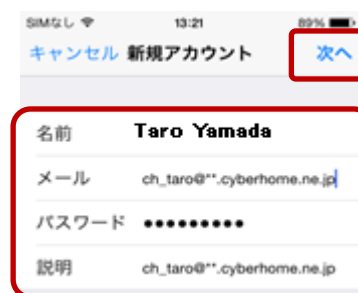 SIMなし 13:21 89%
キャンセル 新規アカウント 次へ
名前 Taro Yamada
メール ch_taro@**.cyberhome.ne.jp
パスワード ●●●●●●●●●
説明 ch_taro@**.cyberhome.ne.jp